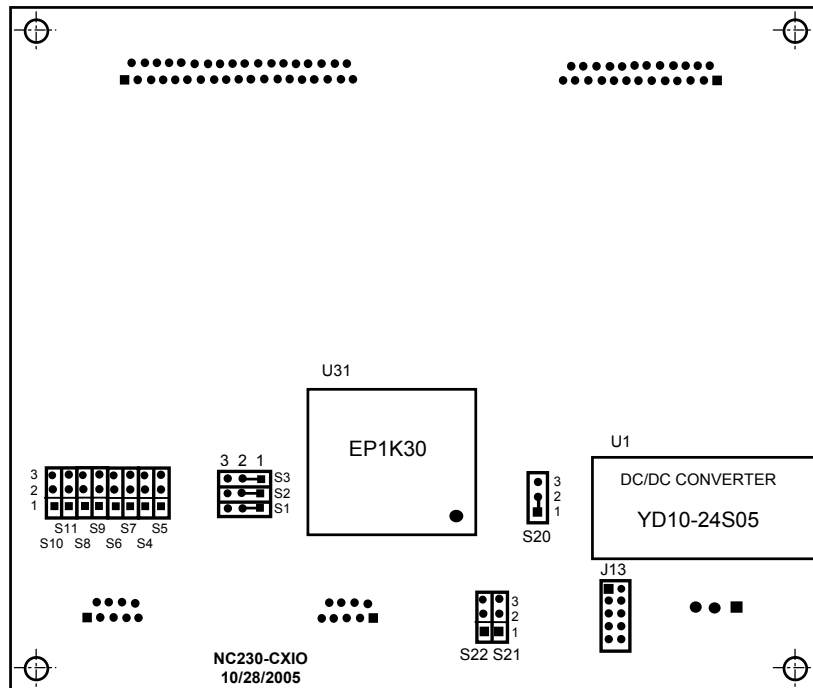 U31
EP1K30
U1
DC/DC CONVERTER
YD10-24S05
3
2
1
S11 S9 S7 S5
S10 S8 S6 S4
3 2 1
S3
S2
S1
3
2
1
S20
J13
3
2
1
S22 S21
NC230-CXIO
10/28/2005